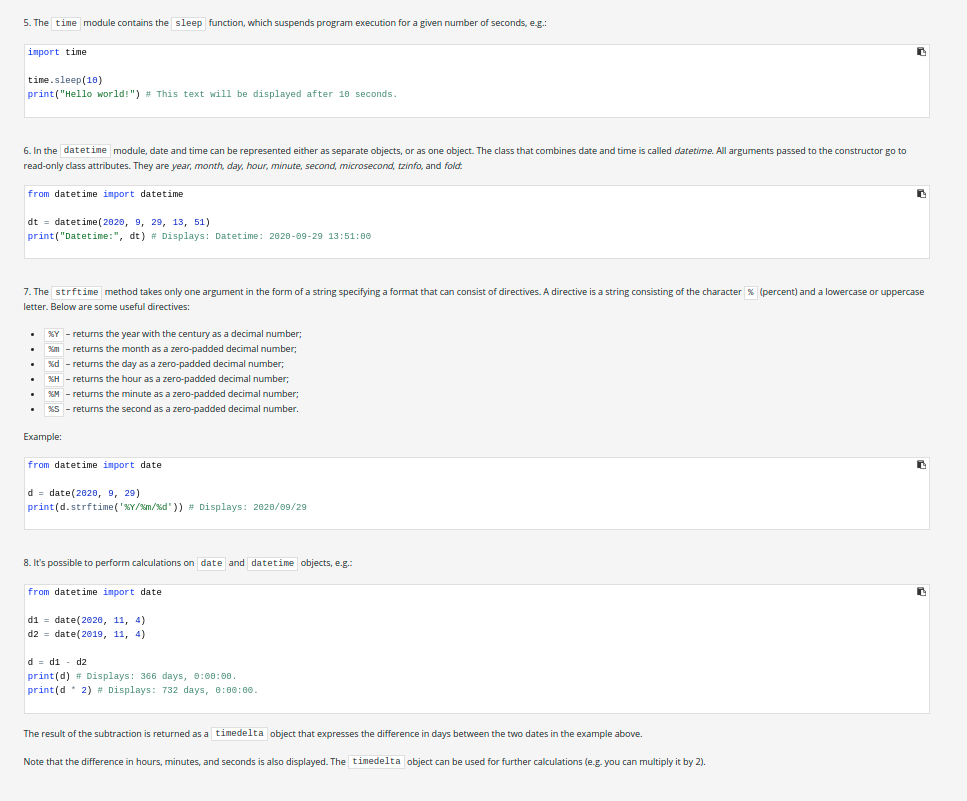 5. The time module contains the sleep function, which suspends program execution for a given number of seconds, e.g.:
import time
time.sleep(10)
print("Hello world!") # This text will be displayed after 10 seconds.
6. In the datetime module, date and time can be represented either as separate objects, or as one object. The class that combines date and time is called datetime. All arguments passed to the constructor go to
read-only class attributes. They are year, month, day, hour, minute, second, microsecond, tzinfo, and fold:
from datetime import datetime
dt = datetime(2020, 9, 29, 13, 51)
print("Datetime:", dt) # Displays: Datetime: 2020-09-29 13:51:00
7. The strftime method takes only one argument in the form of a string specifying a format that can consist of directives. A directive is a string consisting of the character % (percent) and a lowercase or uppercase
letter. Below are some useful directives:
• %Y – returns the year with the century as a decimal number;
• %m – returns the month as a zero-padded decimal number;
• %d – returns the day as a zero-padded decimal number;
• %H – returns the hour as a zero-padded decimal number;
• %M – returns the minute as a zero-padded decimal number;
• %S – returns the second as a zero-padded decimal number.
Example:
from datetime import date
d = date(2020, 9, 29)
print(d.strftime('%Y/%m/%d')) # Displays: 2020/09/29
8. It's possible to perform calculations on date and datetime objects, e.g.:
from datetime import date
d1 = date(2020, 11, 4)
d2 = date(2019, 11, 4)
d = d1 - d2
print(d) # Displays: 366 days, 0:00:00.
print(d * 2) # Displays: 732 days, 0:00:00.
The result of the subtraction is returned as a timedelta object that expresses the difference in days between the two dates in the example above.
Note that the difference in hours, minutes, and seconds is also displayed. The timedelta object can be used for further calculations (e.g. you can multiply it by 2).